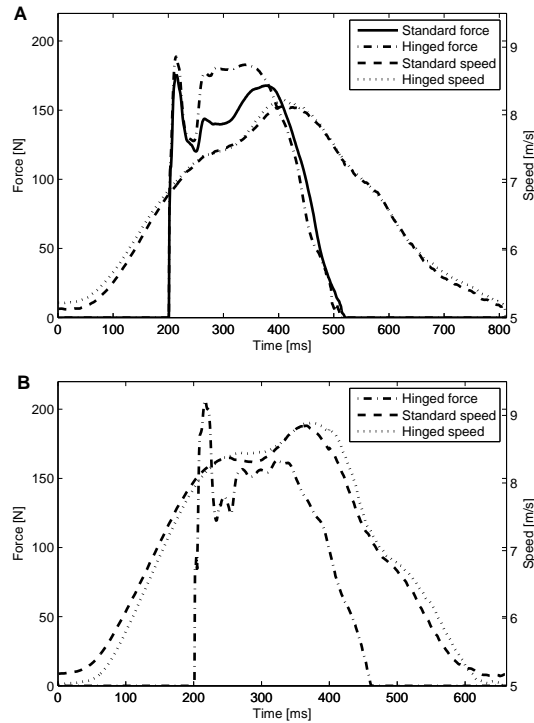 A
Standard force
Hinged force
Standard speed
Hinged speed
200
150
100
50
0
Force [N]
9
8
7
6
5
Speed [m/s]
0 100 200 300 400 500 600 700 800
Time [ms]
B
Hinged force
Standard speed
Hinged speed
200
150
100
50
0
Force [N]
9
8
7
6
5
Speed [m/s]
0 100 200 300 400 500 600
Time [ms]